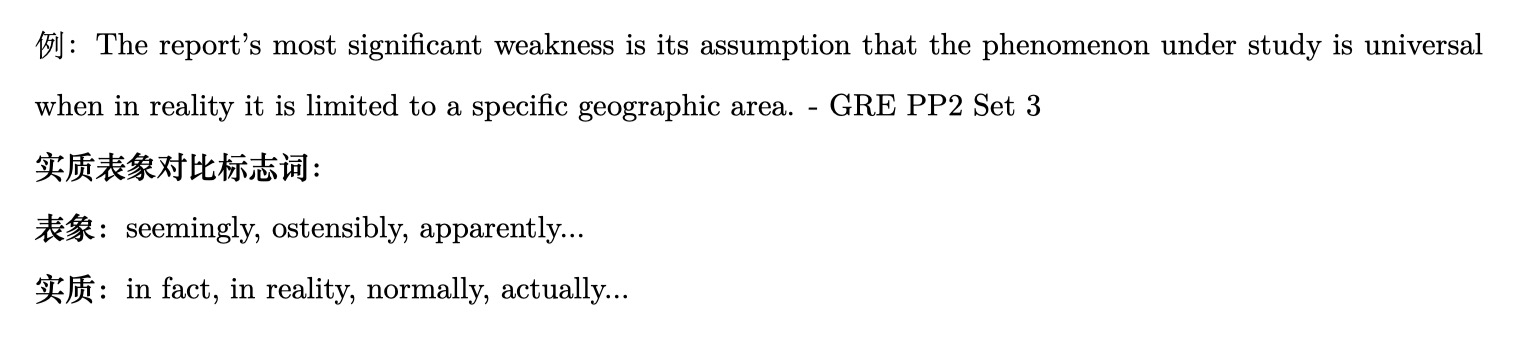 例：The report’s most significant weakness is its assumption that the phenomenon under study is universal
when in reality it is limited to a specific geographic area. - GRE PP2 Set 3
实质表象对比标志词：
表象：seemingly, ostensibly, apparently...
实质：in fact, in reality, normally, actually...